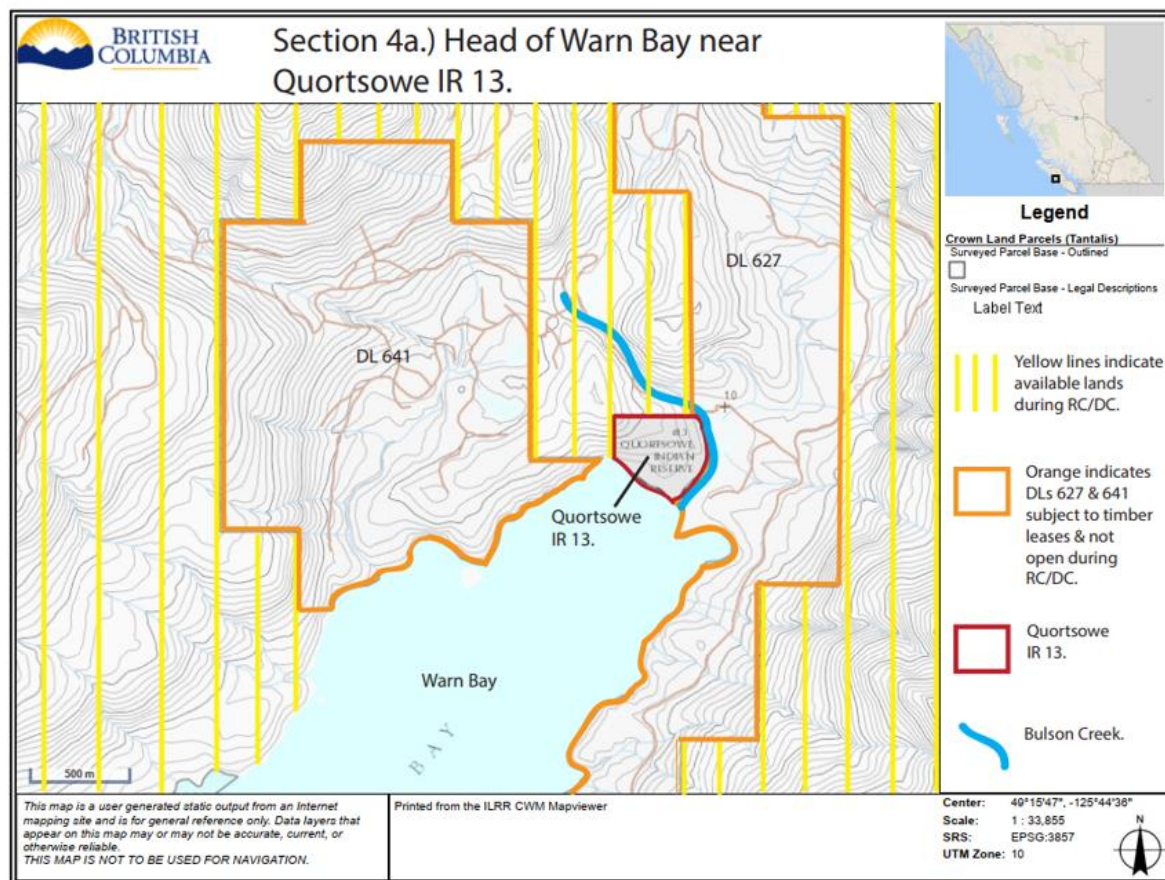 BRITISH
COLUMBIA
Section 4a.) Head of Warn Bay near
Quortsowe IR 13.
DL 627
DL 641
10
#13
QUORTSOWE
INDIAN
RESERVE
Quortsowe
IR 13.
Warn Bay
BAY
500 m
Legend
Crown Land Parcels (Tantalis)
Surveyed Parcel Base - Outlined
Surveyed Parcel Base - Legal Descriptions
Label Text
Yellow lines indicate
available lands
during RC/DC.
Orange indicates
DLs 627 & 641
subject to timber
leases & not
open during
RC/DC.
Quortsowe
IR 13.
Bulson Creek.
This map is a user generated static output from an Internet
mapping site and is for general reference only. Data layers that
appear on this map may or may not be accurate, current, or
otherwise reliable.
THIS MAP IS NOT TO BE USED FOR NAVIGATION.
Printed from the ILRR CWM Mapviewer
Center: 49°15'47", -125°44'36"
Scale: 1 : 33,855
SRS: EPSG:3857
UTM Zone: 10
N